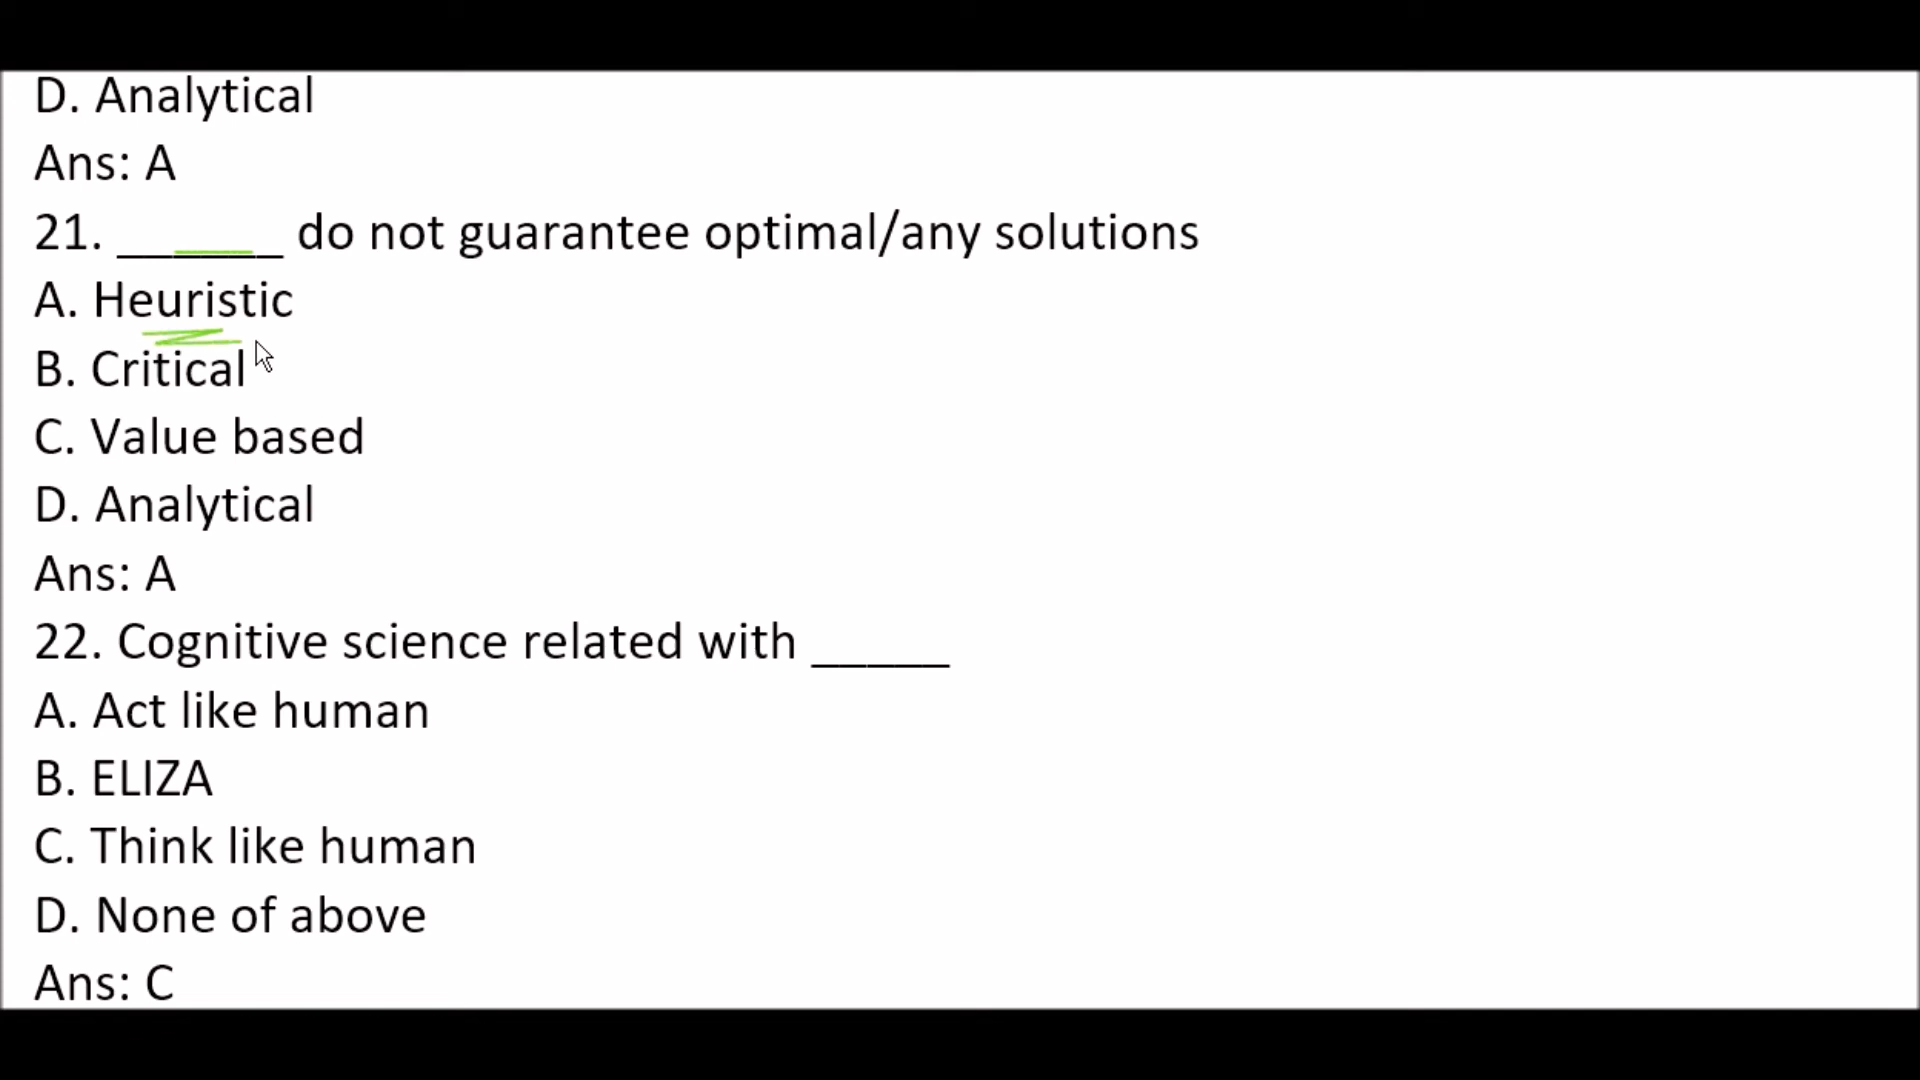 D. Analytical
Ans: A
21. ______ do not guarantee optimal/any solutions
A. Heuristic
B. Critical
C. Value based
D. Analytical
Ans: A
22. Cognitive science related with _____
A. Act like human
B. ELIZA
C. Think like human
D. None of above
Ans: C